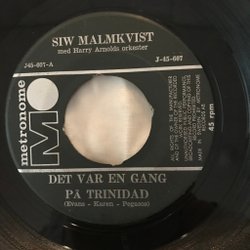 SIW MALMKVIST
med Harry Arnolds orkester
J45-607-A
J-45-607
metronome
45 rpm
DET VAR EN GANG
PÅ TRINIDAD
(Evans - Karen - Pegasos)